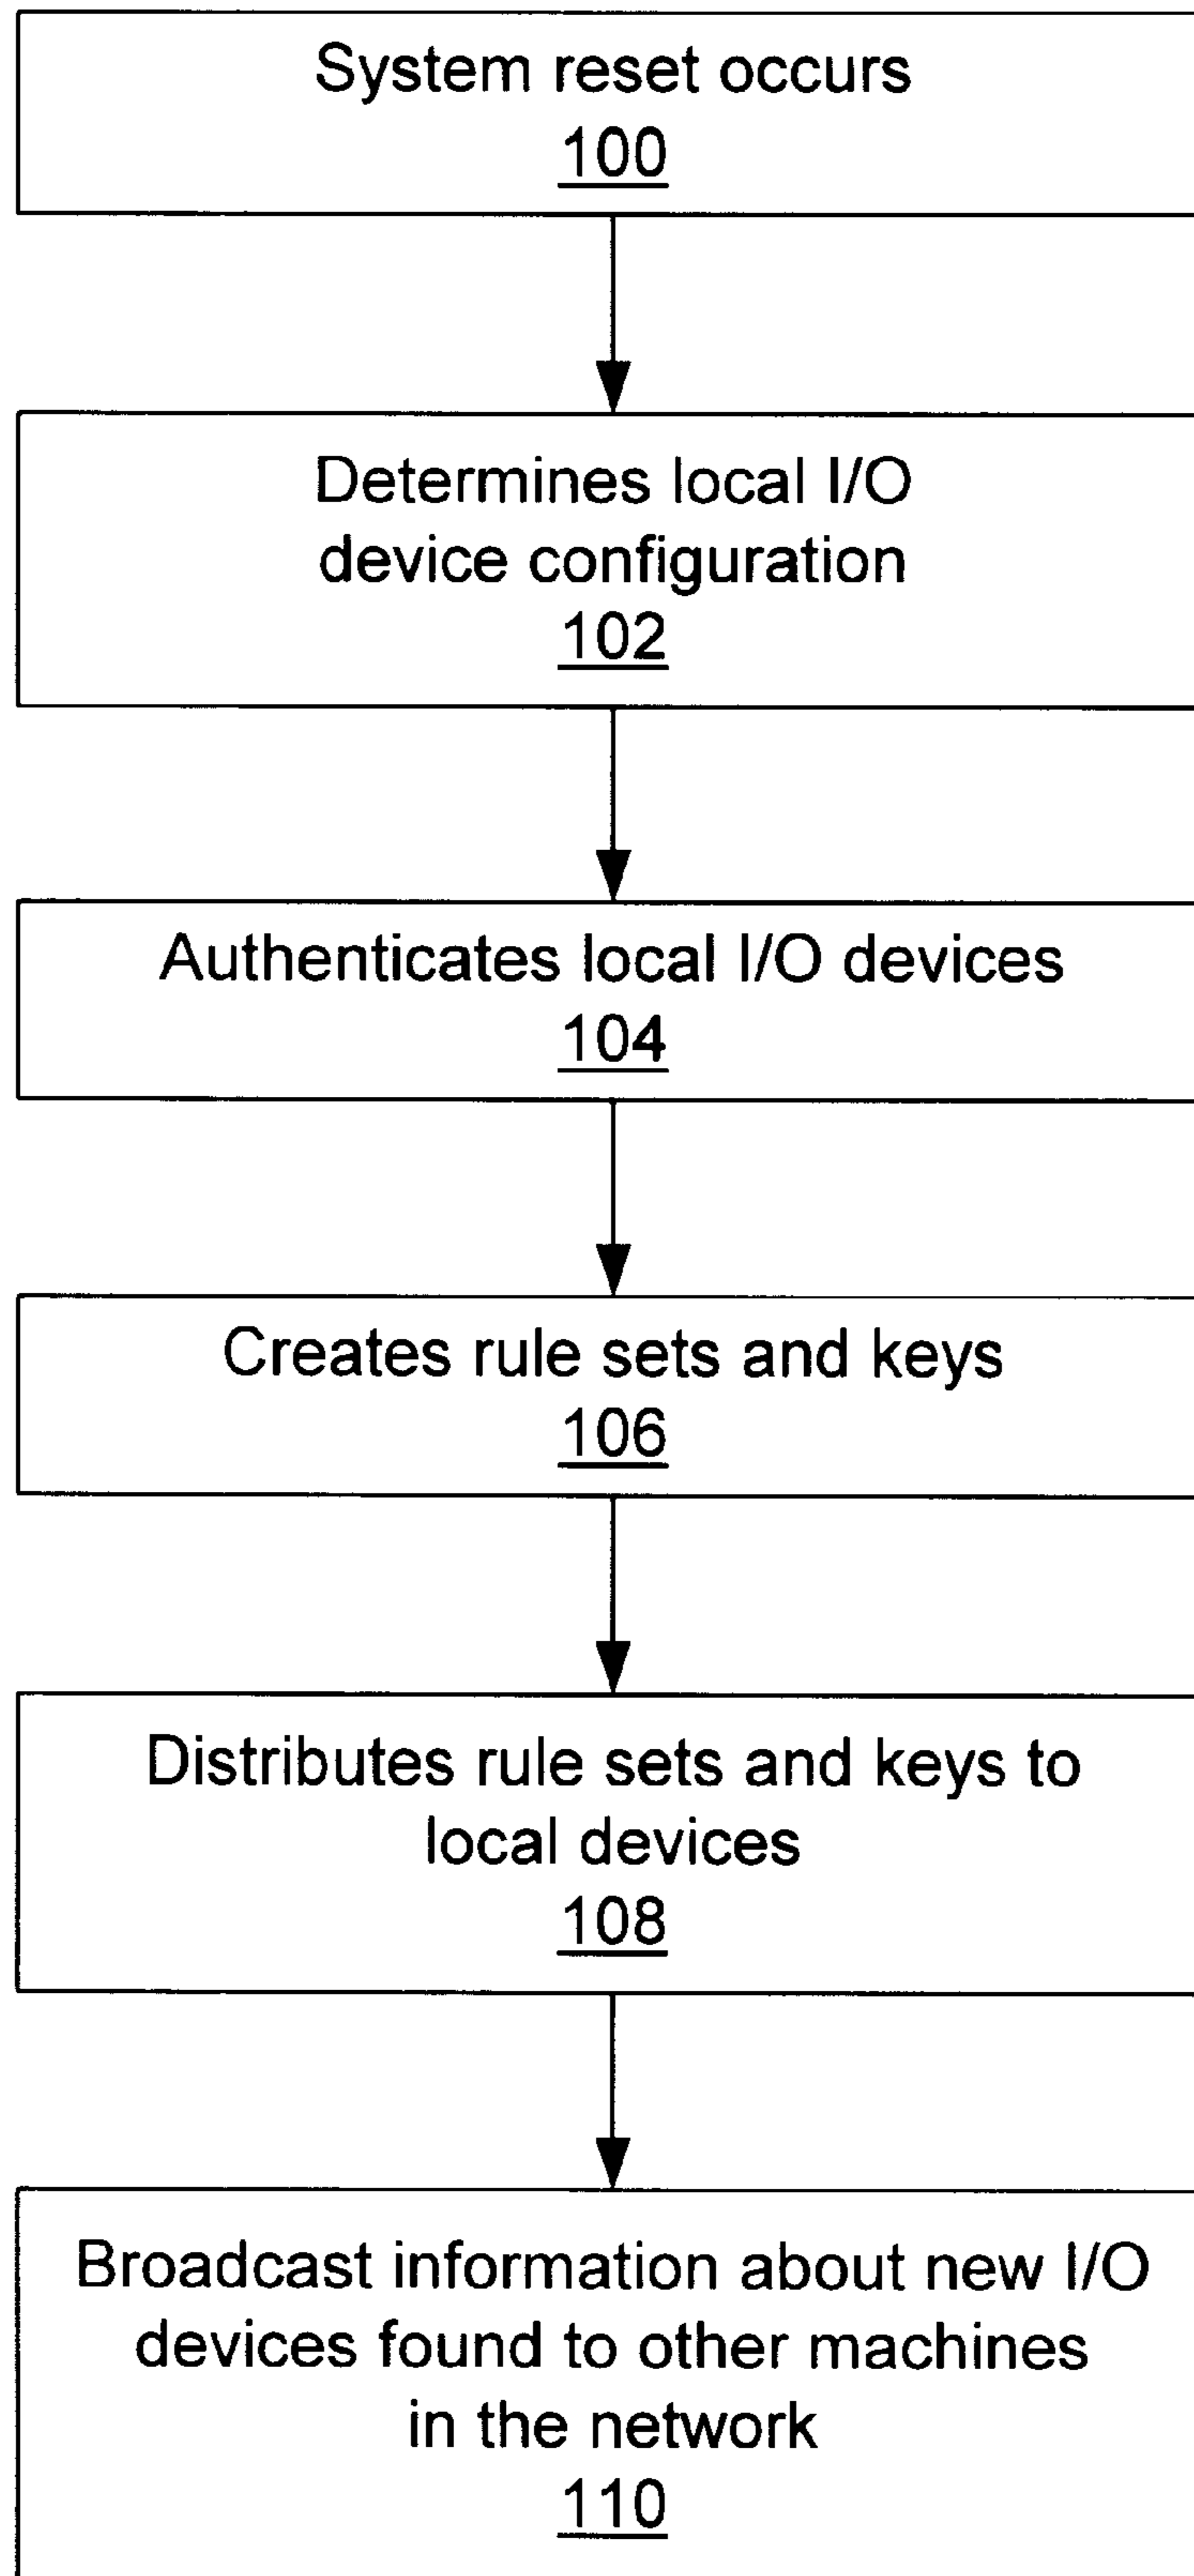 System reset occurs
100
Determines local I/O
device configuration
102
Authenticates local I/O devices
104
Creates rule sets and keys
106
Distributes rule sets and keys to
local devices
108
Broadcast information about new I/O
devices found to other machines
in the network
110